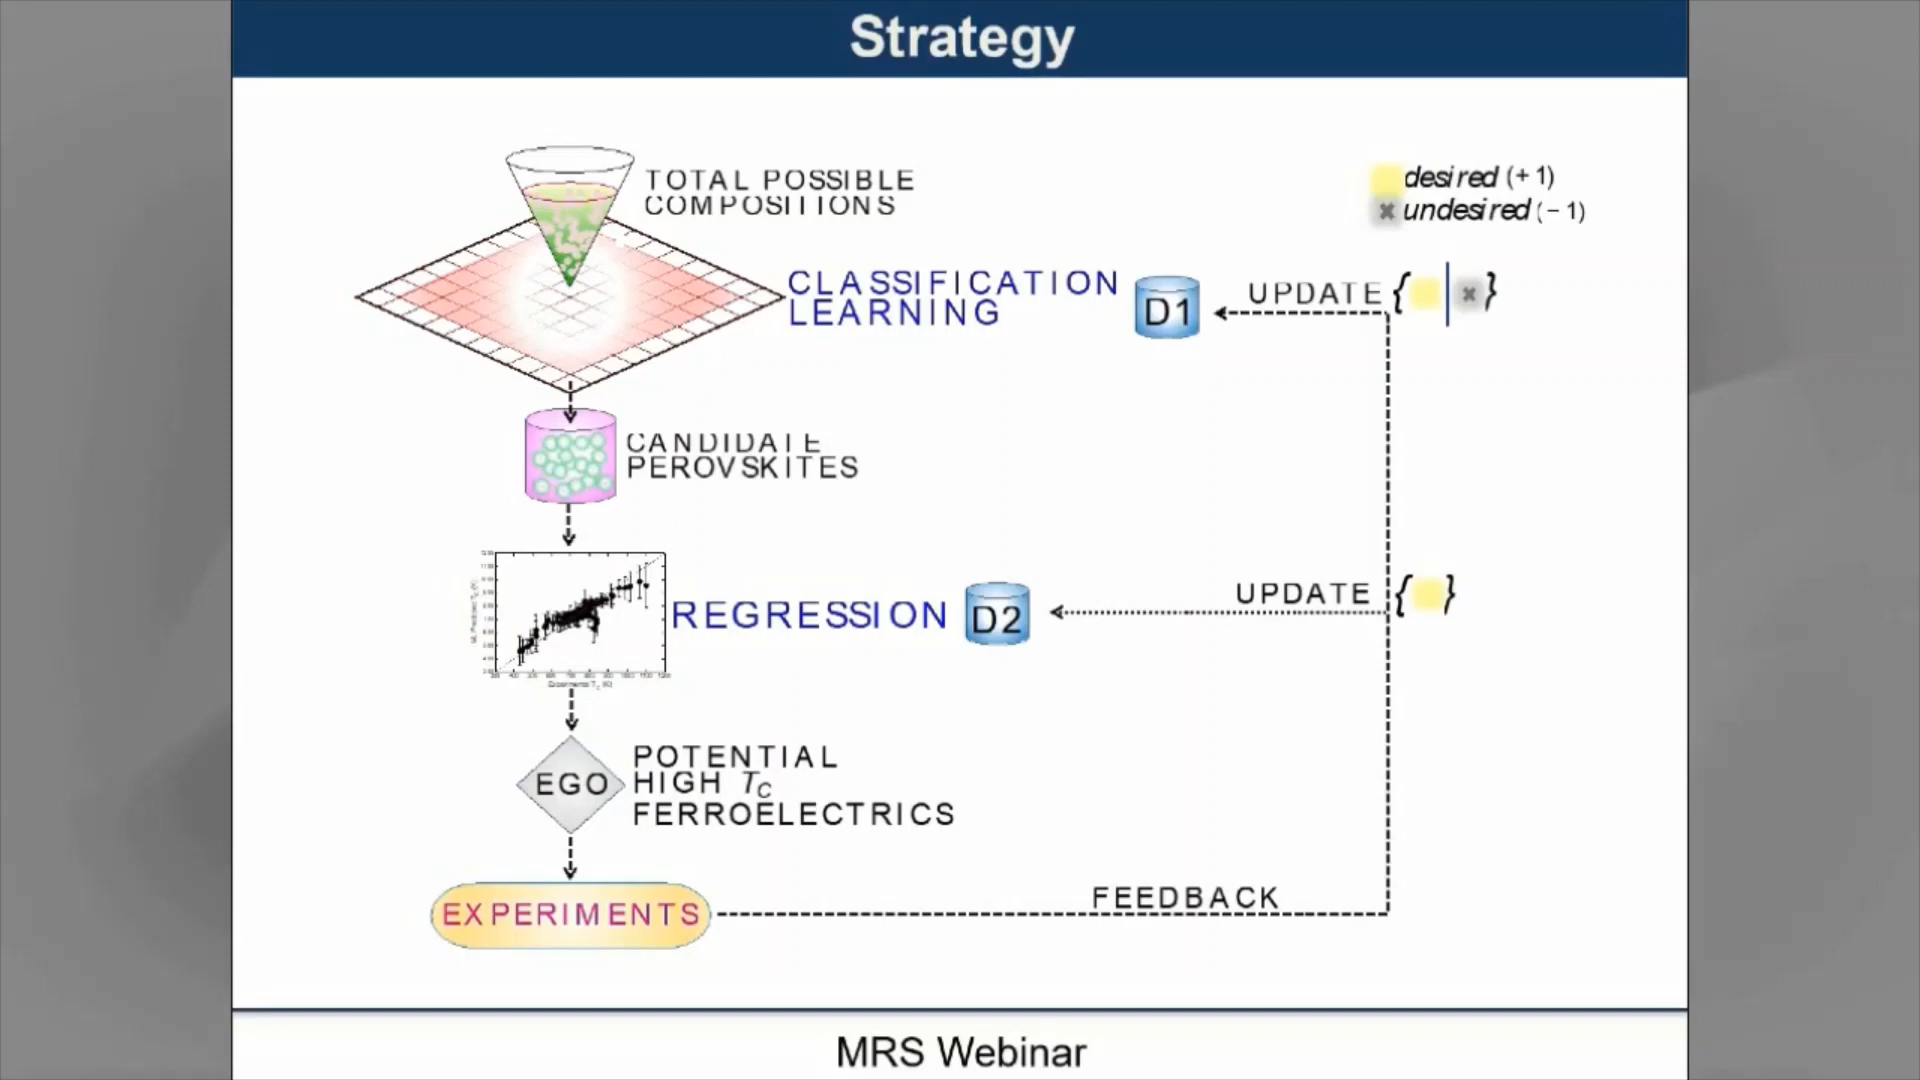 Strategy
TOTAL POSSIBLE
COMPOSITIONS
desired (+1)
× undesired (−1)
CLASSIFICATION
LEARNING
D1
UPDATE { | × }
CANDIDATE
PEROVSKITES
REGRESSION
D2
UPDATE { }
EGO
POTENTIAL
HIGH TC
FERROELECTRICS
EXPERIMENTS
FEEDBACK
MRS Webinar